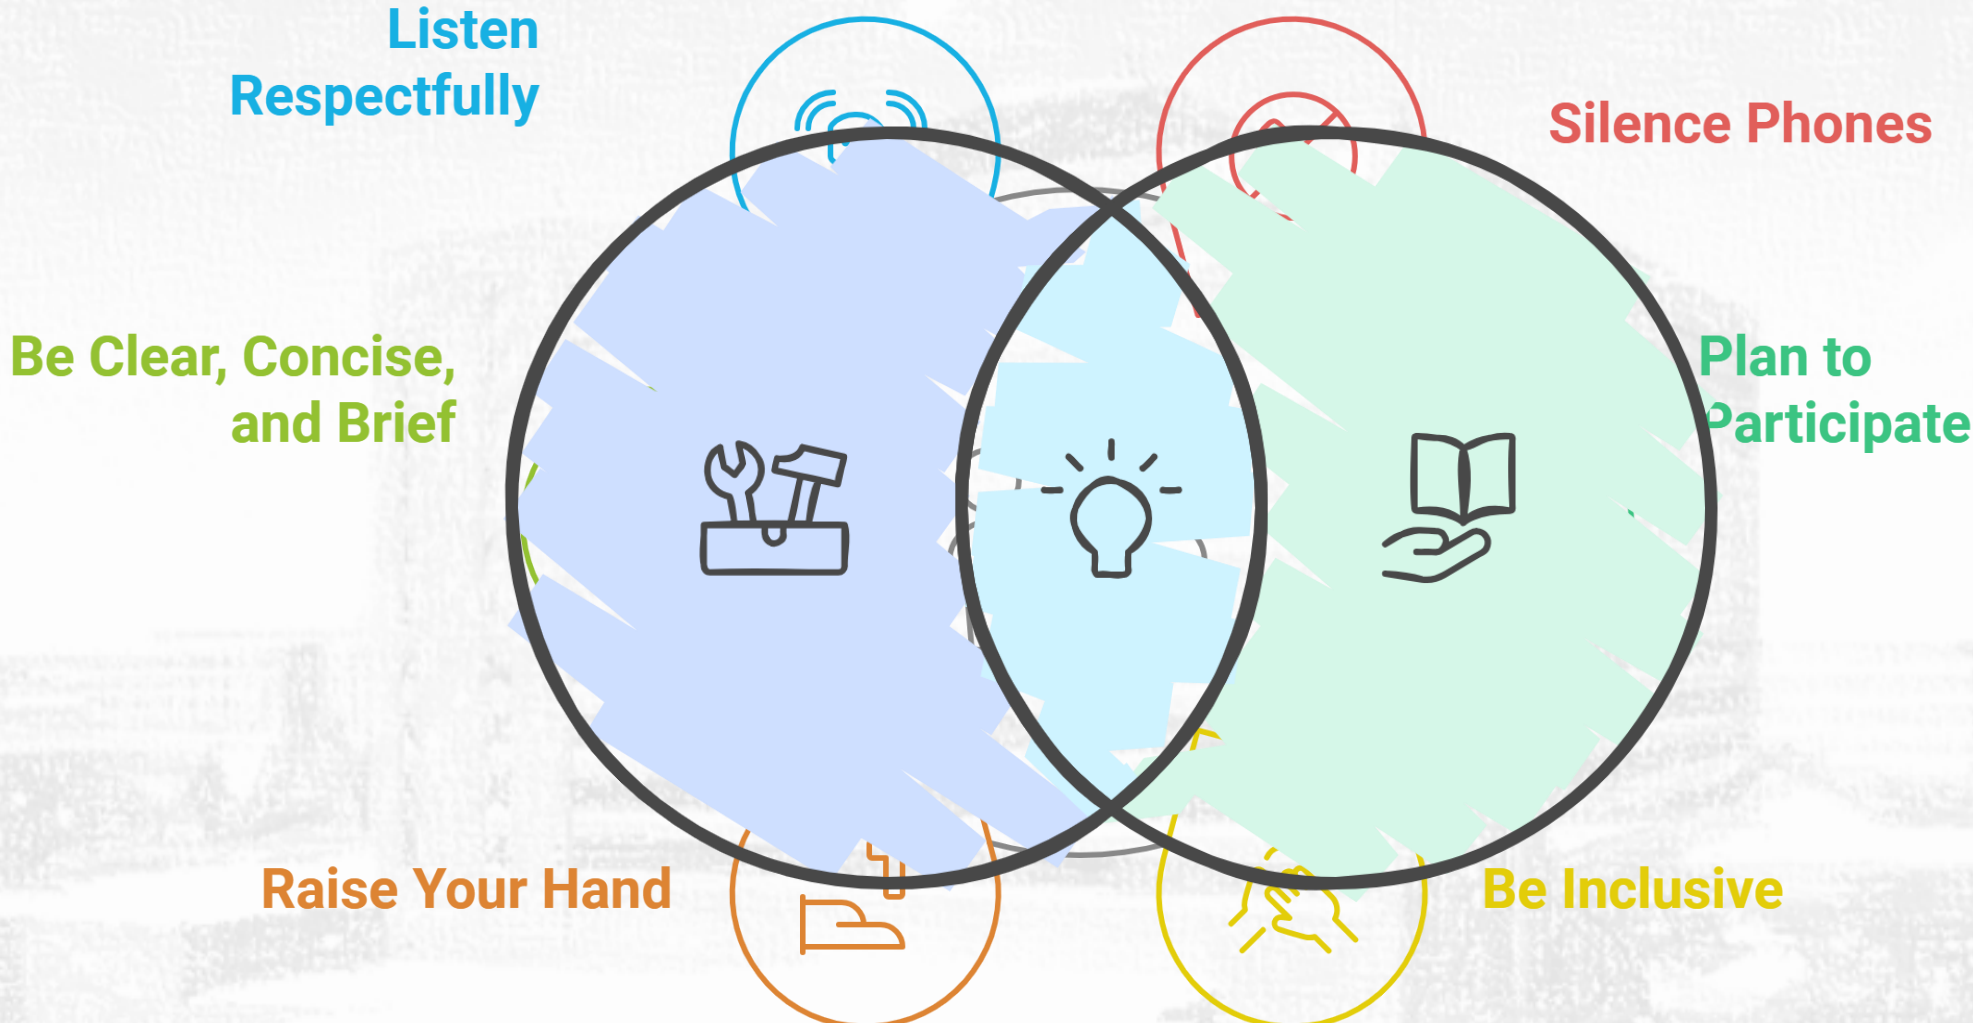 Listen
Respectfully
Silence Phones
Be Clear, Concise,
and Brief
Plan to
Participate
Raise Your Hand
Be Inclusive